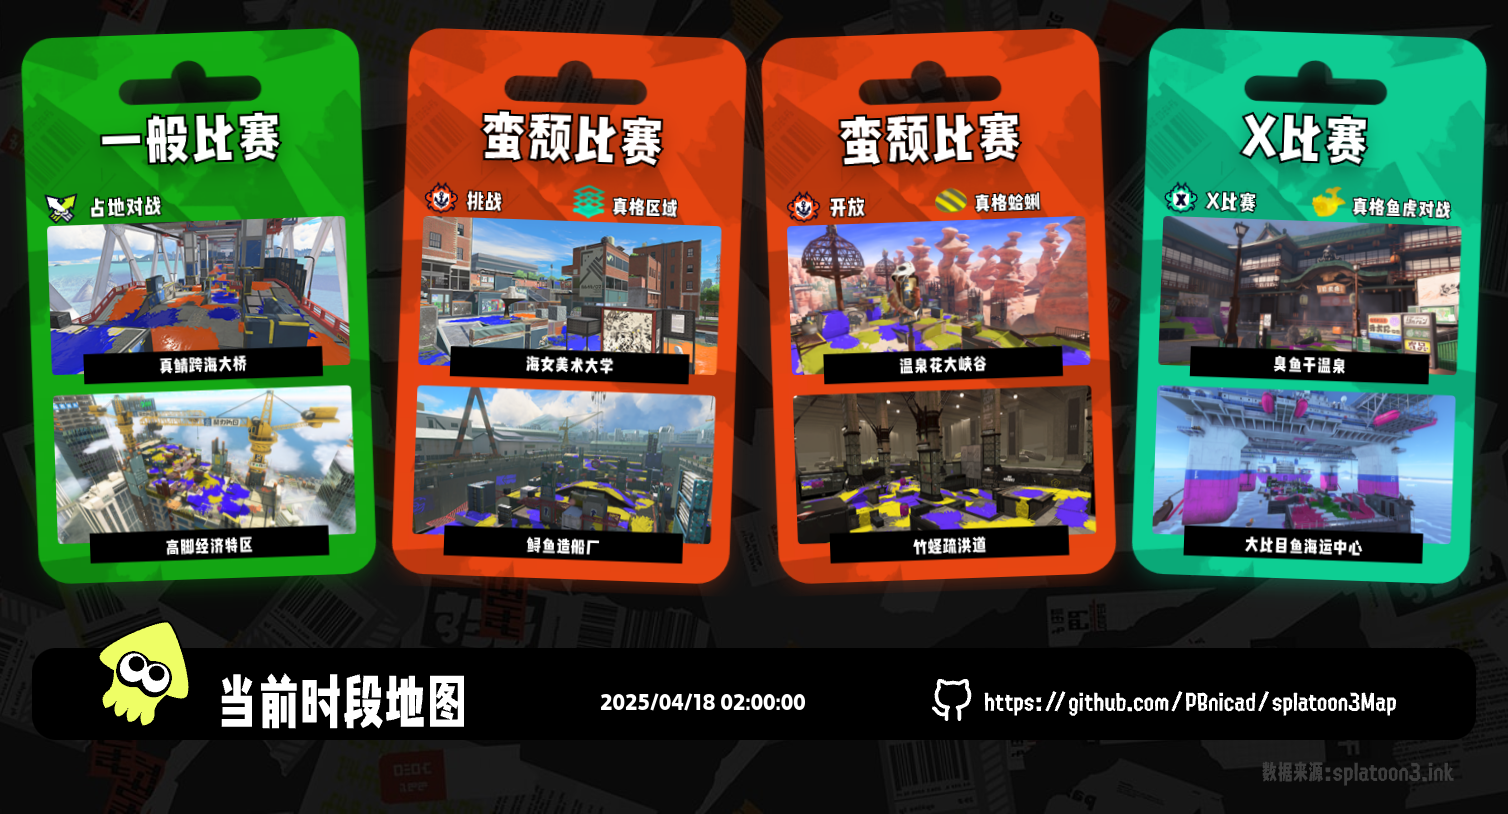 一般比赛
占地对战
真鲭跨海大桥
高脚经济特区
蛮颓比赛
挑战
真格区域
海女美术大学
鲟鱼造船厂
蛮颓比赛
开放
真格蛤蜊
温泉花大峡谷
竹蛏疏洪道
X比赛
X比赛
真格鱼虎对战
臭鱼干温泉
大比目鱼海运中心
当前时段地图
2025/04/18 02:00:00
https://github.com/PBnicad/splatoon3Map
数据来源:splatoon3.ink